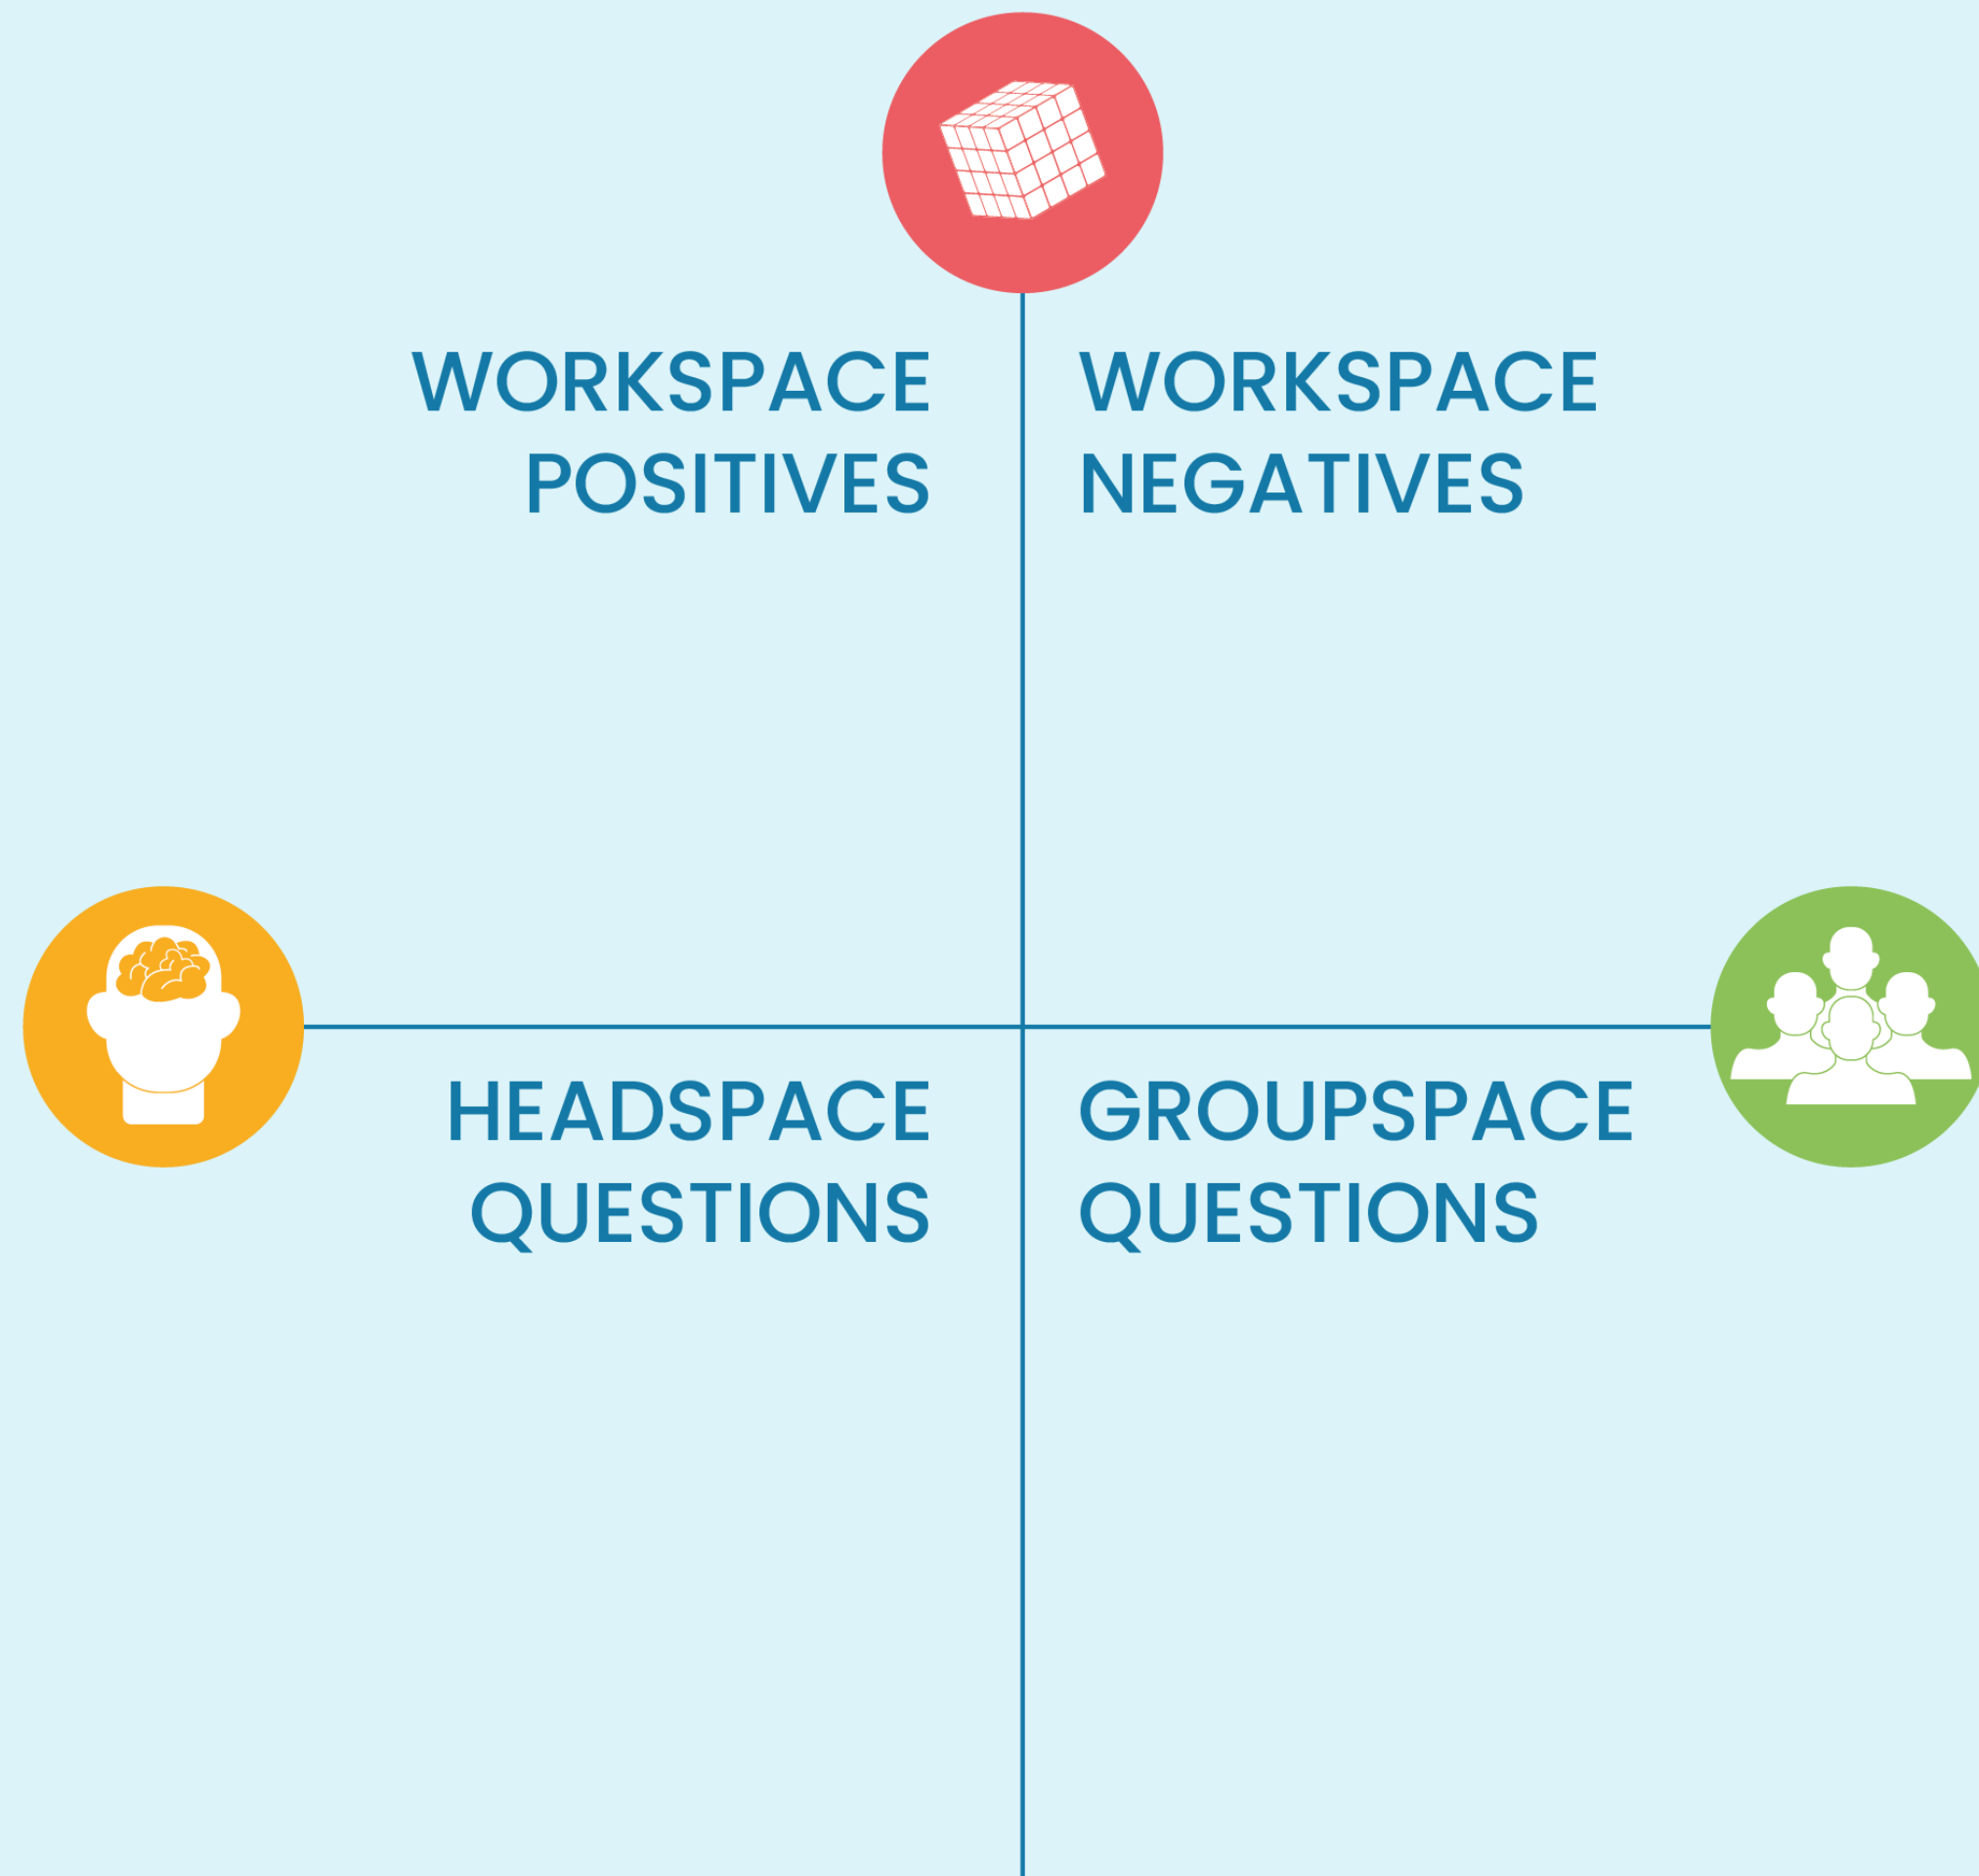 WORKSPACE
POSITIVES
WORKSPACE
NEGATIVES
HEADSPACE
QUESTIONS
GROUPSPACE
QUESTIONS